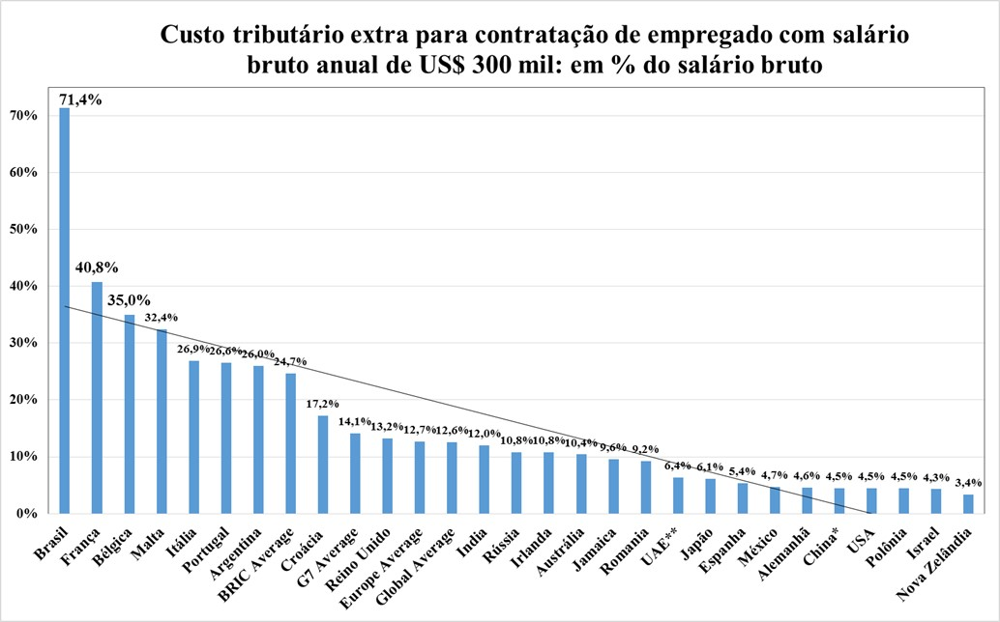 Custo tributário extra para contratação de empregado com salário
bruto anual de US$ 300 mil: em % do salário bruto
71,4%
70%
60%
50%
40,8%
40%
35,0%
32,4%
30%
26,9%
26,6%
26,0%
24,7%
20%
17,2%
14,1%
13,2%
12,7%
12,6%
12,0%
10,8%
10,8%
10,4%
9,6%
9,2%
10%
6,4%
6,1%
5,4%
4,7%
4,6%
4,5%
4,5%
4,5%
4,3%
3,4%
0%
Brasil
França
Bélgica
Malta
Itália
Portugal
Argentina
BRIC Average
Croácia
G7 Average
Reino Unido
Europe Average
Global Average
India
Rússia
Irlanda
Austrália
Jamaica
Romania
UAE**
Japão
Espanha
México
Alemanhã
China*
USA
Polônia
Israel
Nova Zelândia